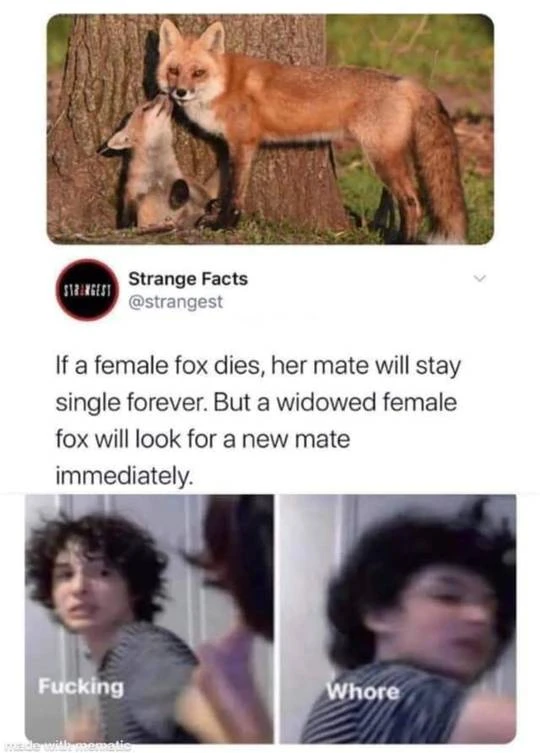 STRANGEST
Strange Facts
@strangest
If a female fox dies, her mate will stay
single forever. But a widowed female
fox will look for a new mate
immediately.
Fucking
Whore
made with mematic